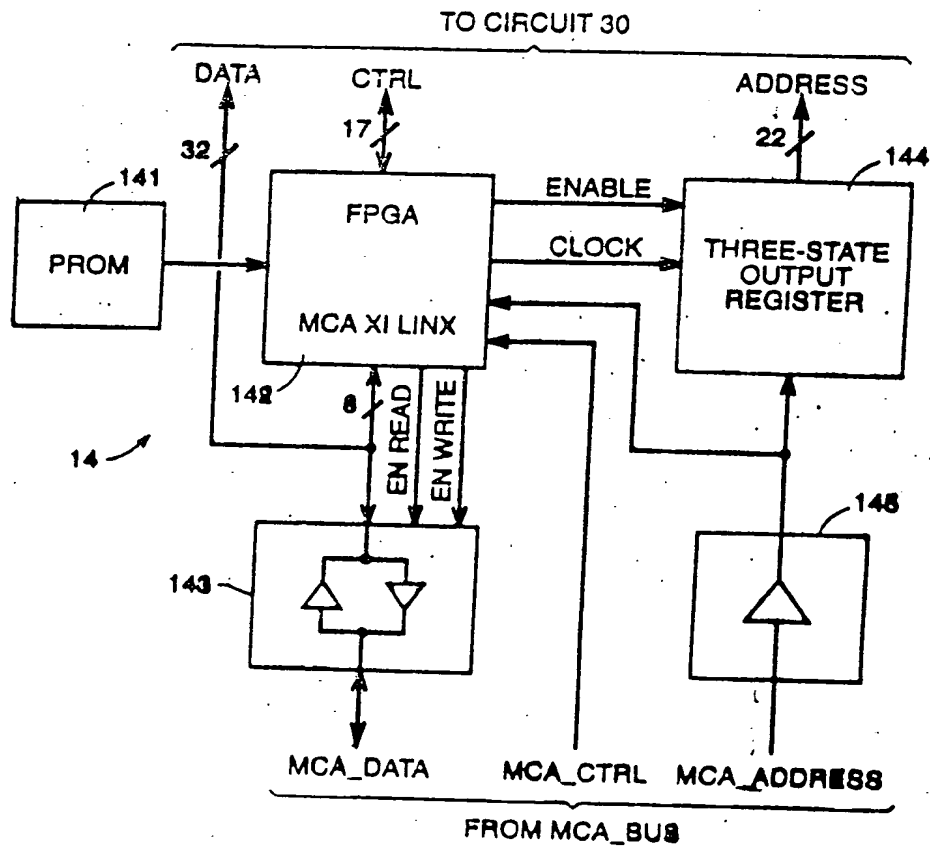 TO CIRCUIT 30
DATA
CTRL
ADDRESS
32
17
22
141
144
PROM
FPGA
MCA XI LINX
142
ENABLE
CLOCK
THREE-STATE
OUTPUT
REGISTER
8
EN READ
EN WRITE
14
143
145
MCA_DATA
MCA_CTRL
MCA_ADDRESS
FROM MCA_BUS